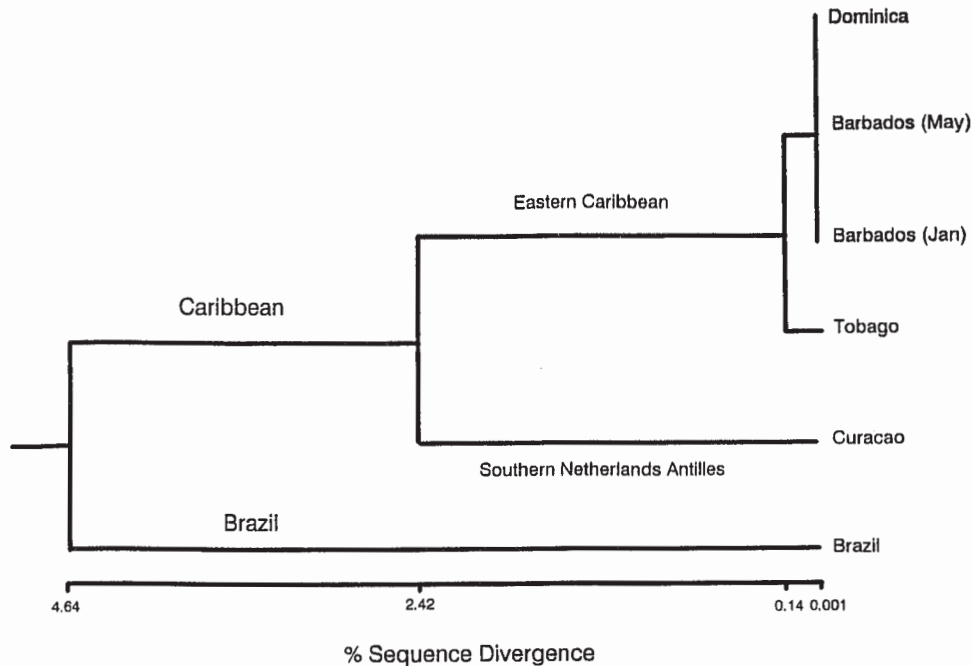 Dominica
Barbados (May)
Eastern Caribbean
Barbados (Jan)
Caribbean
Tobago
Curacao
Southern Netherlands Antilles
Brazil
Brazil
4.64 2.42 0.14 0.001
% Sequence Divergence